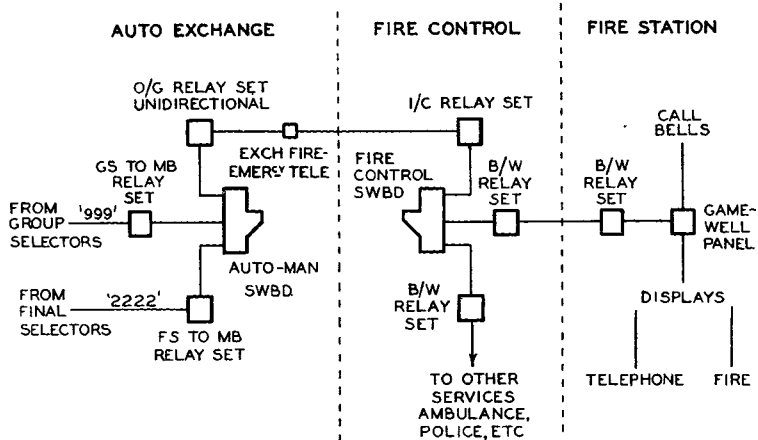 AUTO EXCHANGE
FIRE CONTROL
FIRE STATION
O/G RELAY SET
UNIDIRECTIONAL
I/C RELAY SET
EXCH FIRE-
EMERGY TELE
CALL
BELLS
GS TO MB
RELAY
SET
FIRE
CONTROL
SWBD
B/W
RELAY
SET
B/W
RELAY
SET
FROM
GROUP
SELECTORS
'999'
GAME-
WELL
PANEL
AUTO-MAN
SWBD.
FROM
FINAL
SELECTORS
'2222'
FS TO MB
RELAY SET
B/W
RELAY
SET
DISPLAYS
TELEPHONE
FIRE
TO OTHER
SERVICES
AMBULANCE,
POLICE, ETC